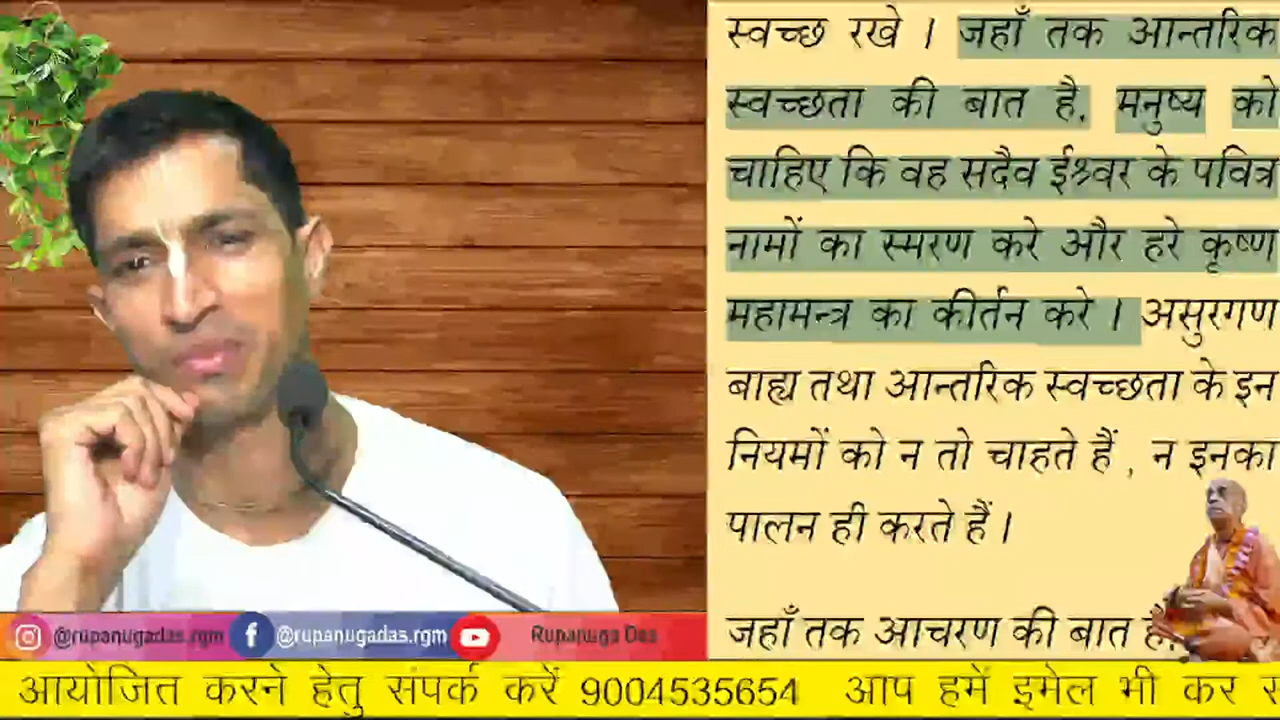 स्वच्छ रखे । जहाँ तक आन्तरिक
स्वच्छता की बात है, मनुष्य को
चाहिए कि वह सदैव ईश्वर के पवित्र
नामों का स्मरण करे और हरे कृष्ण
महामन्त्र का कीर्तन करे । असुरगण
बाह्य तथा आन्तरिक स्वच्छता के इन
नियमों को न तो चाहते हैं , न इनका
पालन ही करते हैं ।
जहाँ तक आचरण की बात
@rupanugadas.rgm @rupanugadas.rgm Rupanuga Das
आयोजित करने हेतु संपर्क करें 9004535654 आप हमें इमेल भी कर